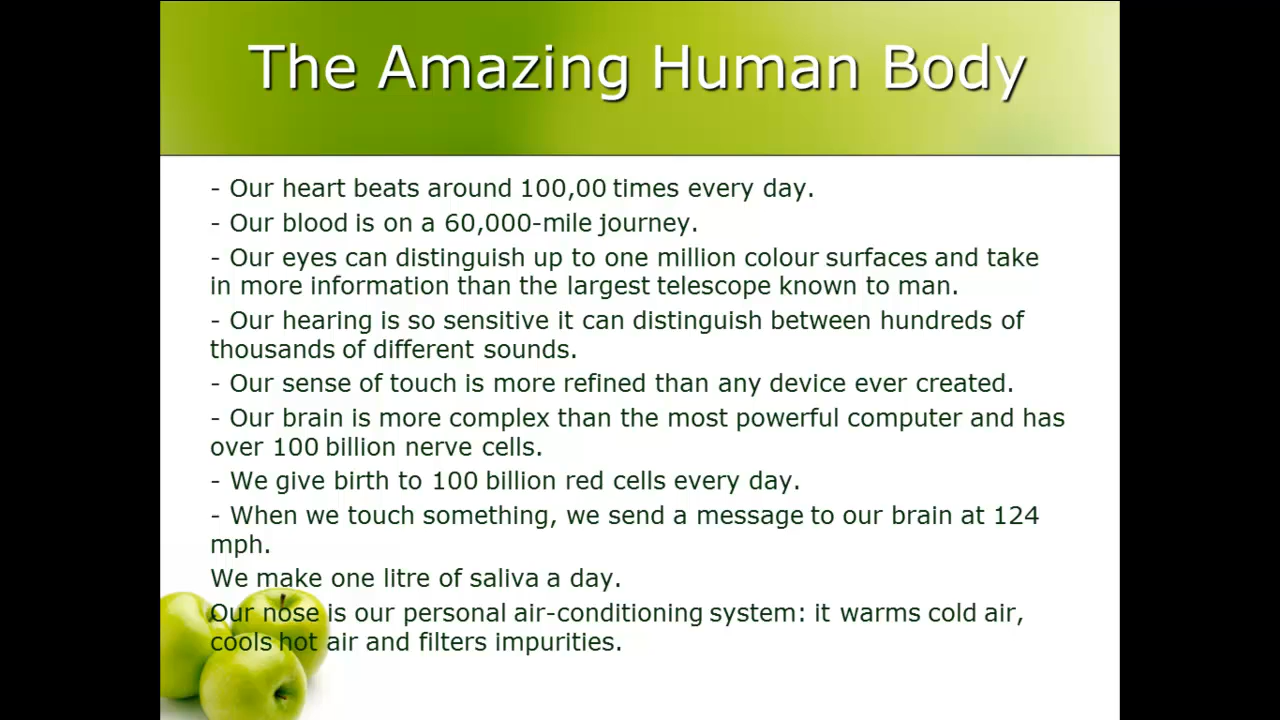 The Amazing Human Body
- Our heart beats around 100,00 times every day.
- Our blood is on a 60,000-mile journey.
- Our eyes can distinguish up to one million colour surfaces and take
in more information than the largest telescope known to man.
- Our hearing is so sensitive it can distinguish between hundreds of
thousands of different sounds.
- Our sense of touch is more refined than any device ever created.
- Our brain is more complex than the most powerful computer and has
over 100 billion nerve cells.
- We give birth to 100 billion red cells every day.
- When we touch something, we send a message to our brain at 124
mph.
We make one litre of saliva a day.
Our nose is our personal air-conditioning system: it warms cold air,
cools hot air and filters impurities.